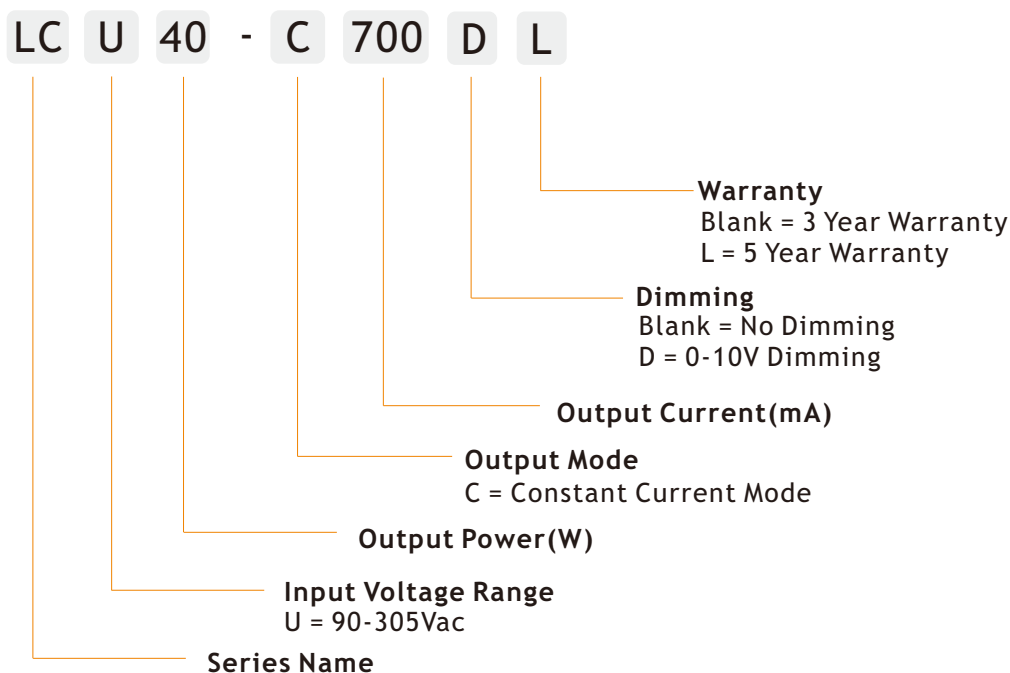 LC U 40 - C 700 D L
Warranty
Blank = 3 Year Warranty
L = 5 Year Warranty
Dimming
Blank = No Dimming
D = 0-10V Dimming
Output Current(mA)
Output Mode
C = Constant Current Mode
Output Power(W)
Input Voltage Range
U = 90-305Vac
Series Name